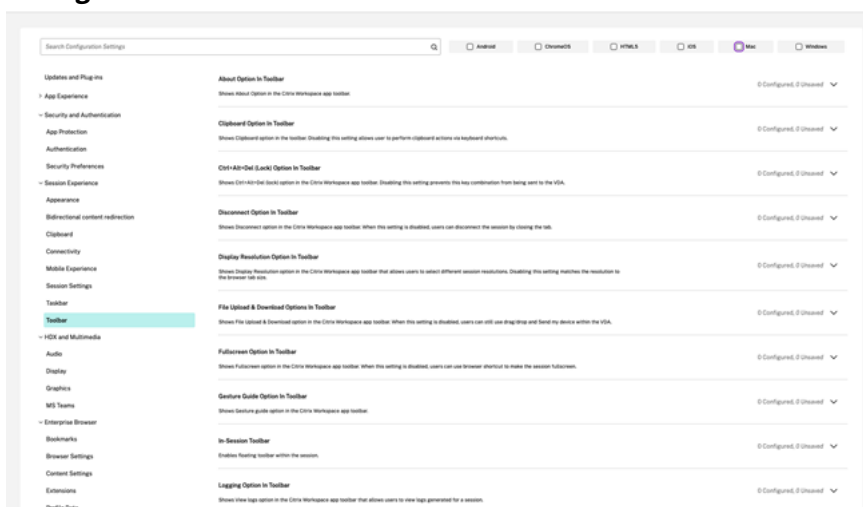 Search Configuration Settings
Android
ChromeOS
HTML5
iOS
Mac
Windows
Updates and Plug-ins
App Experience
Security and Authentication
App Protection
Authentication
Security Preferences
Session Experience
Appearance
Bidirectional content redirection
Clipboard
Connectivity
Mobile Experience
Session Settings
Taskbar
Toolbar
HDX and Multimedia
Audio
Display
Graphics
MS Teams
Enterprise Browser
Bookmarks
Browser Settings
Content Settings
Extensions
About Option In Toolbar
0 Configured, 0 Unsaved
Shows About Option in the Citrix Workspace app toolbar
Clipboard Option In Toolbar
0 Configured, 0 Unsaved
Shows Clipboard option in the toolbar. Disabling this setting allows user to perform clipboard actions via keyboard shortcuts.
Ctrl+Alt+Del (Lock) Option In Toolbar
0 Configured, 0 Unsaved
Shows Ctrl+Alt+Del (lock) option in the Citrix Workspace app toolbar. Disabling this setting prevents this key combination from being sent to the VDA.
Disconnect Option In Toolbar
0 Configured, 0 Unsaved
Shows Disconnect option in the Citrix Workspace app toolbar. When this setting is disabled, users can disconnect the session by closing the tab.
Display Resolution Option In Toolbar
0 Configured, 0 Unsaved
Shows Display Resolution option in the Citrix Workspace app toolbar that allows users to select different session resolutions. Disabling this setting matches the resolution to
the browser tab size.
File Upload & Download Options In Toolbar
0 Configured, 0 Unsaved
Shows File Upload & Download option in the Citrix Workspace app toolbar. When this setting is disabled, users can still use drag/drop and Send my device within the VDA.
Fullscreen Option In Toolbar
0 Configured, 0 Unsaved
Shows Fullscreen option in the Citrix Workspace app toolbar. When this setting is disabled, users can use browser shortcut to make the session fullscreen.
Gesture Guide Option In Toolbar
0 Configured, 0 Unsaved
Shows Gesture guide option in the Citrix Workspace app toolbar.
In-Session Toolbar
0 Configured, 0 Unsaved
Enables floating toolbar within the session.
Logging Option In Toolbar
0 Configured, 0 Unsaved
Shows View logs option in the Citrix Workspace app toolbar that allows users to view logs generated for a session.